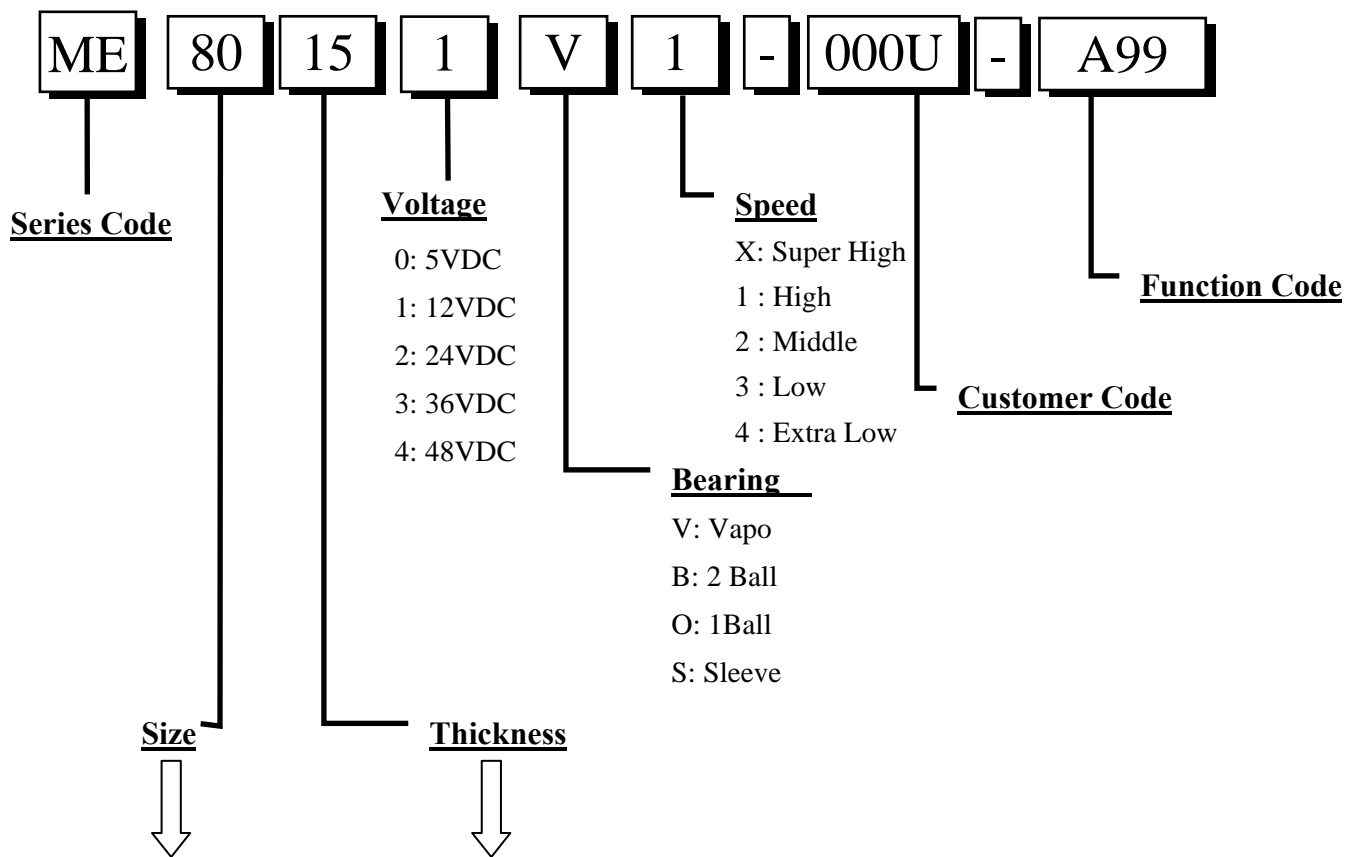 ME 80 15 1 V 1 - 000U - A99
Series Code
Voltage
0: 5VDC
1: 12VDC
2: 24VDC
3: 36VDC
4: 48VDC
Speed
X: Super High
1 : High
2 : Middle
3 : Low
4 : Extra Low
Function Code
Customer Code
Bearing
V: Vapo
B: 2 Ball
O: 1Ball
S: Sleeve
Size
Thickness